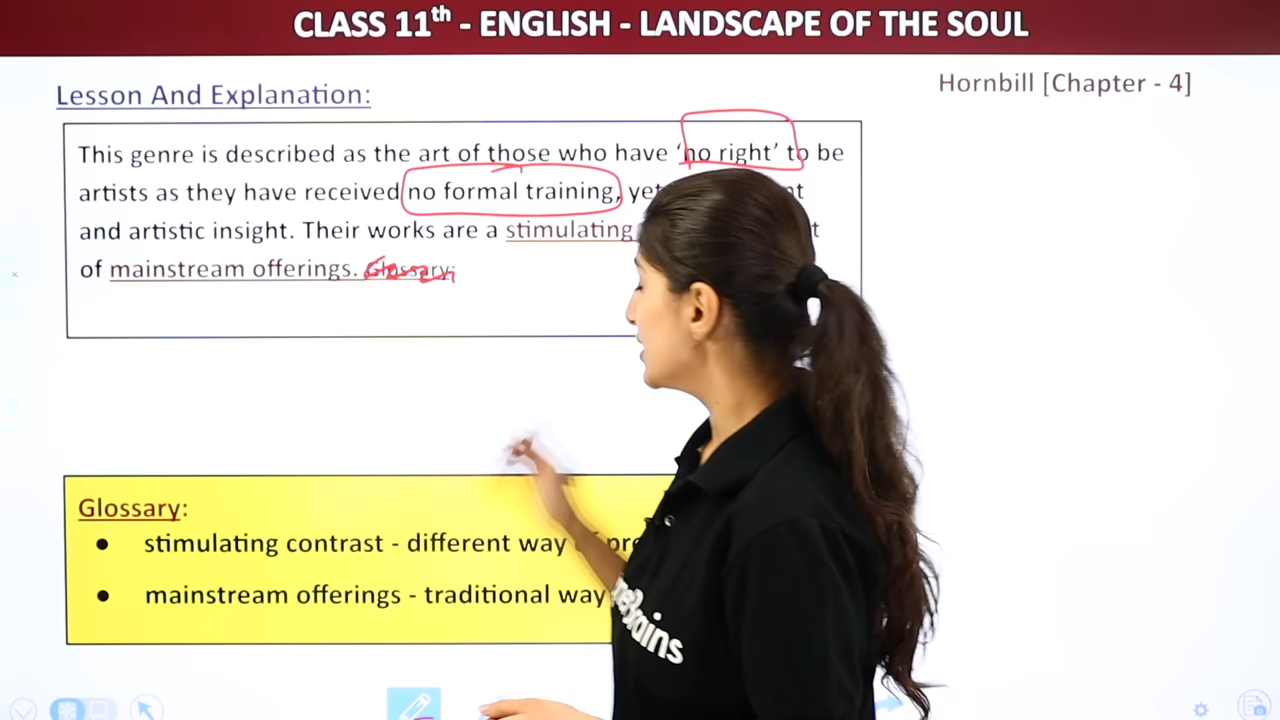 CLASS 11th - ENGLISH - LANDSCAPE OF THE SOUL
Lesson And Explanation:
Hornbill [Chapter - 4]
This genre is described as the art of those who have ‘no right’ to be
artists as they have received no formal training,
and artistic insight. Their works are a stimulating
of mainstream offerings. Glossary:
Glossary:
● stimulating contrast - different way of
● mainstream offerings - traditional way